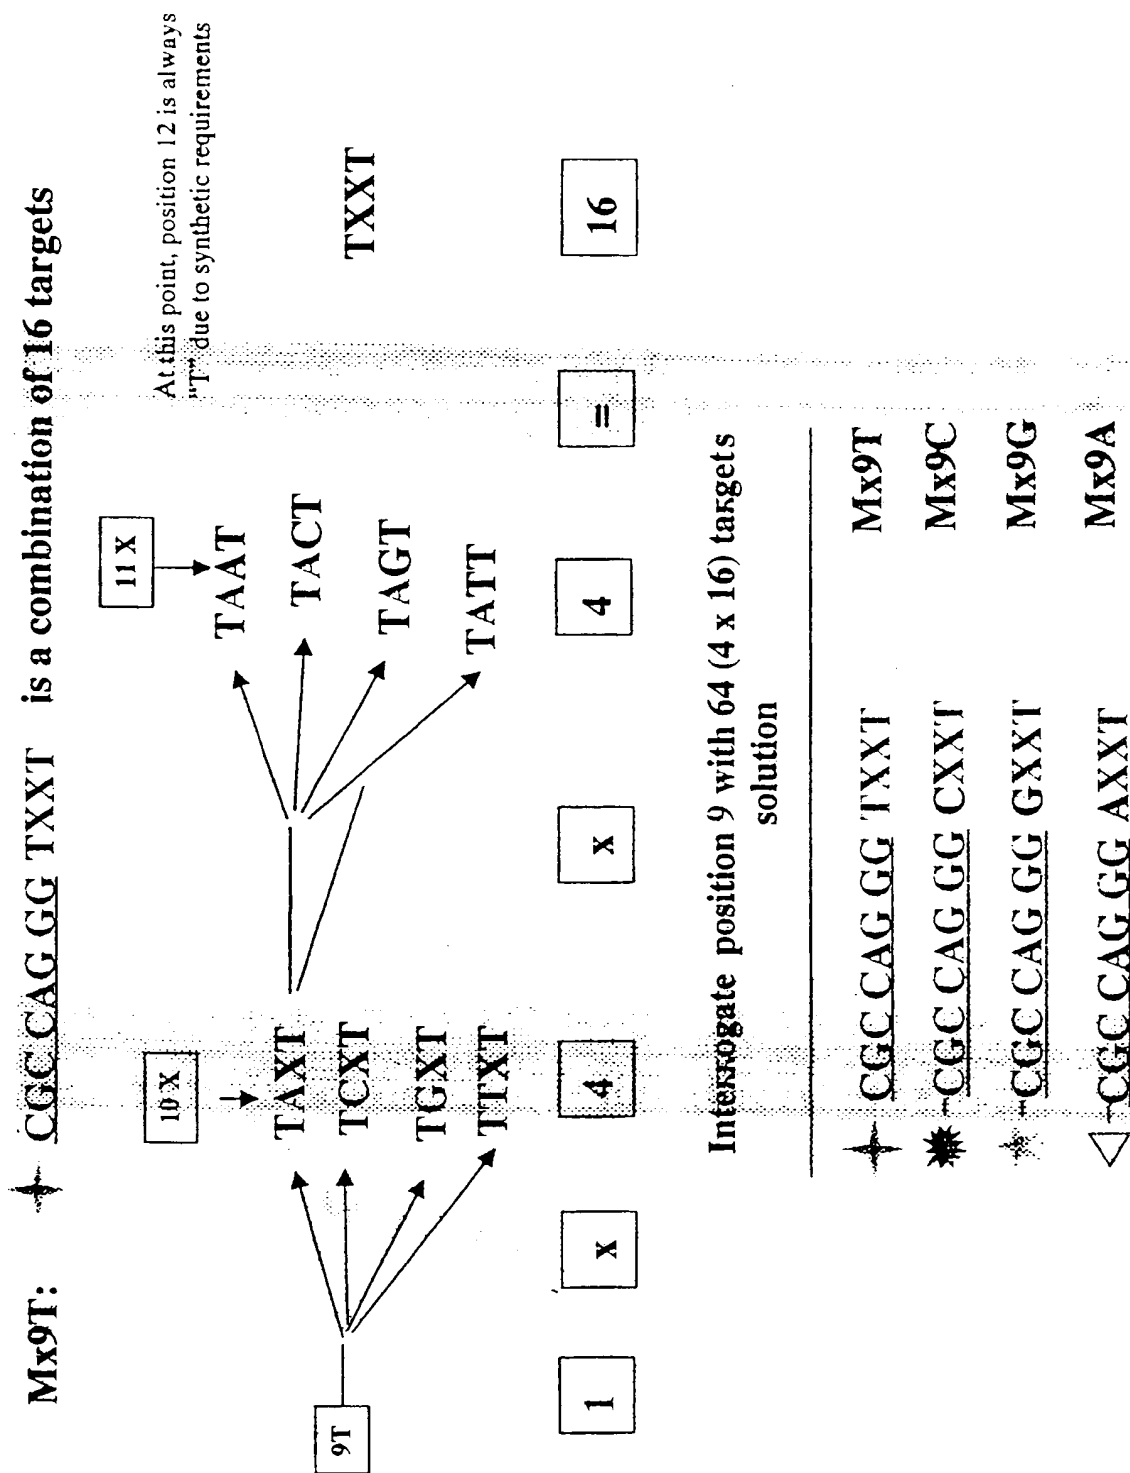 Mx9T: CGC CAG GG TXXT is a combination of 16 targets
At this point, position 12 is always
"T" due to synthetic requirements
10 X
11 X
9T
TAXT
TCXT
TGXT
TTXT
TAAT
TACT
TAGT
TATT
TXXT
1 x 4 x 4 = 16
Interrogate position 9 with 64 (4 x 16) targets
solution
CGC CAG GG TXXT Mx9T
CGC CAG GG CXXT Mx9C
CGC CAG GG GXXT Mx9G
CGC CAG GG AXXT Mx9A